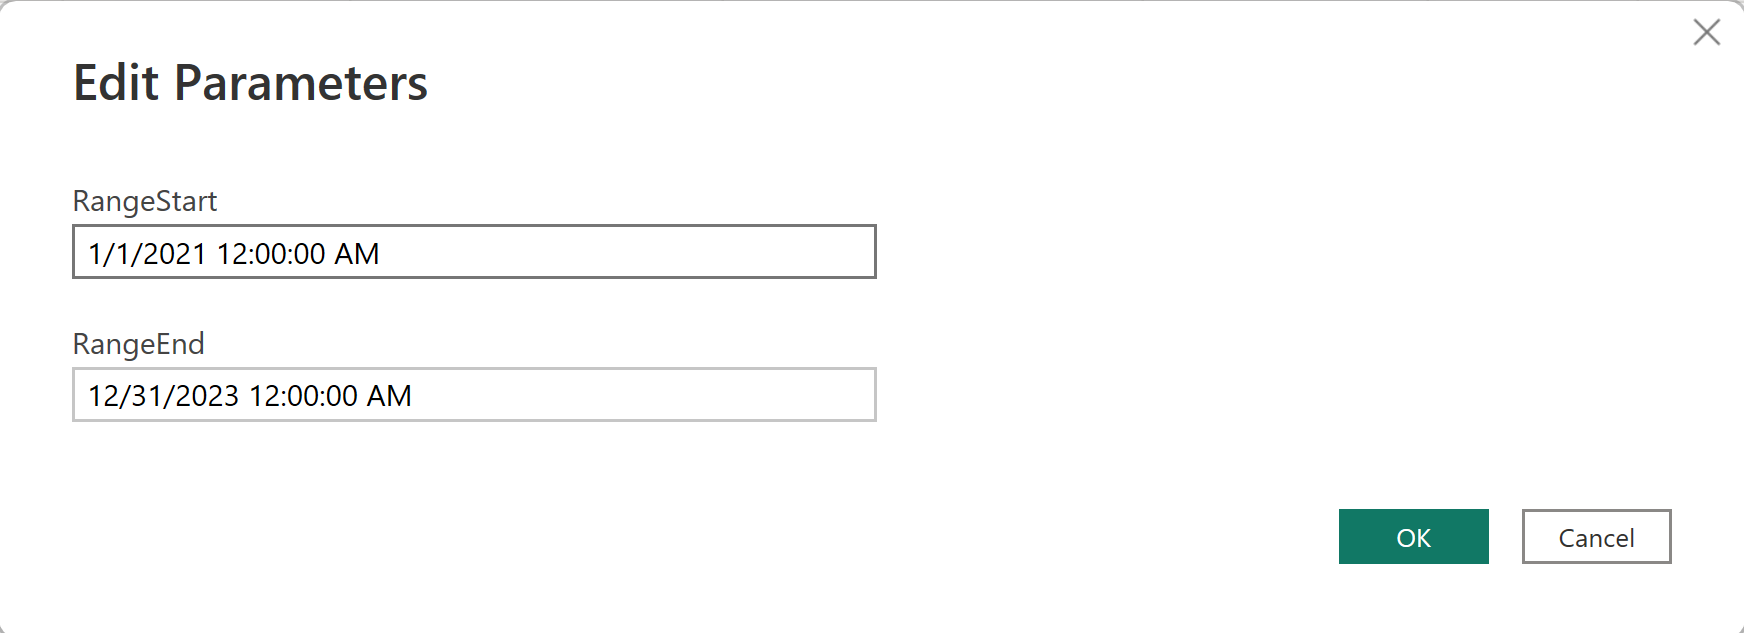 Edit Parameters
RangeStart
1/1/2021 12:00:00 AM
RangeEnd
12/31/2023 12:00:00 AM
OK
Cancel